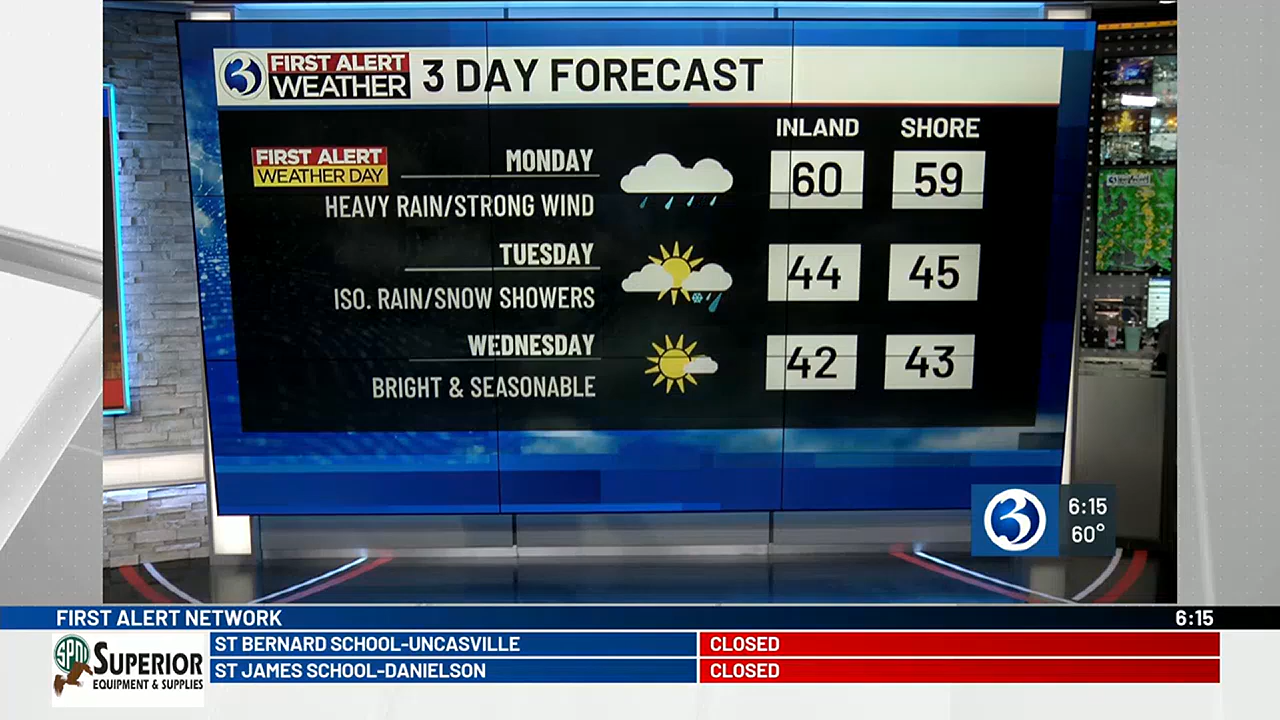 3 FIRST ALERT WEATHER 3 DAY FORECAST
INLAND SHORE
FIRST ALERT WEATHER DAY
MONDAY
HEAVY RAIN/STRONG WIND
60 59
TUESDAY
ISO. RAIN/SNOW SHOWERS
44 45
WEDNESDAY
BRIGHT & SEASONABLE
42 43
3 6:15
60°
FIRST ALERT NETWORK 6:15
SPM SUPERIOR
EQUIPMENT & SUPPLIES
ST BERNARD SCHOOL-UNCASVILLE CLOSED
ST JAMES SCHOOL-DANIELSON CLOSED